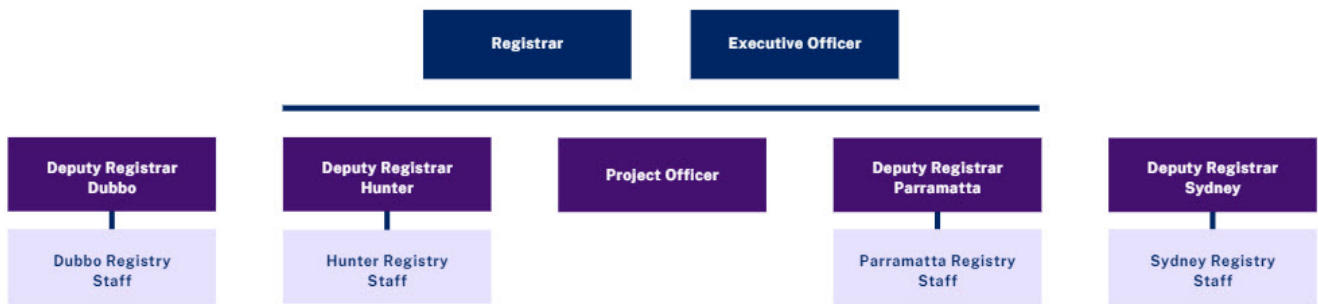 Registrar
Executive Officer
Deputy Registrar
Dubbo
Deputy Registrar
Hunter
Project Officer
Deputy Registrar
Parramatta
Deputy Registrar
Sydney
Dubbo Registry
Staff
Hunter Registry
Staff
Parramatta Registry
Staff
Sydney Registry
Staff